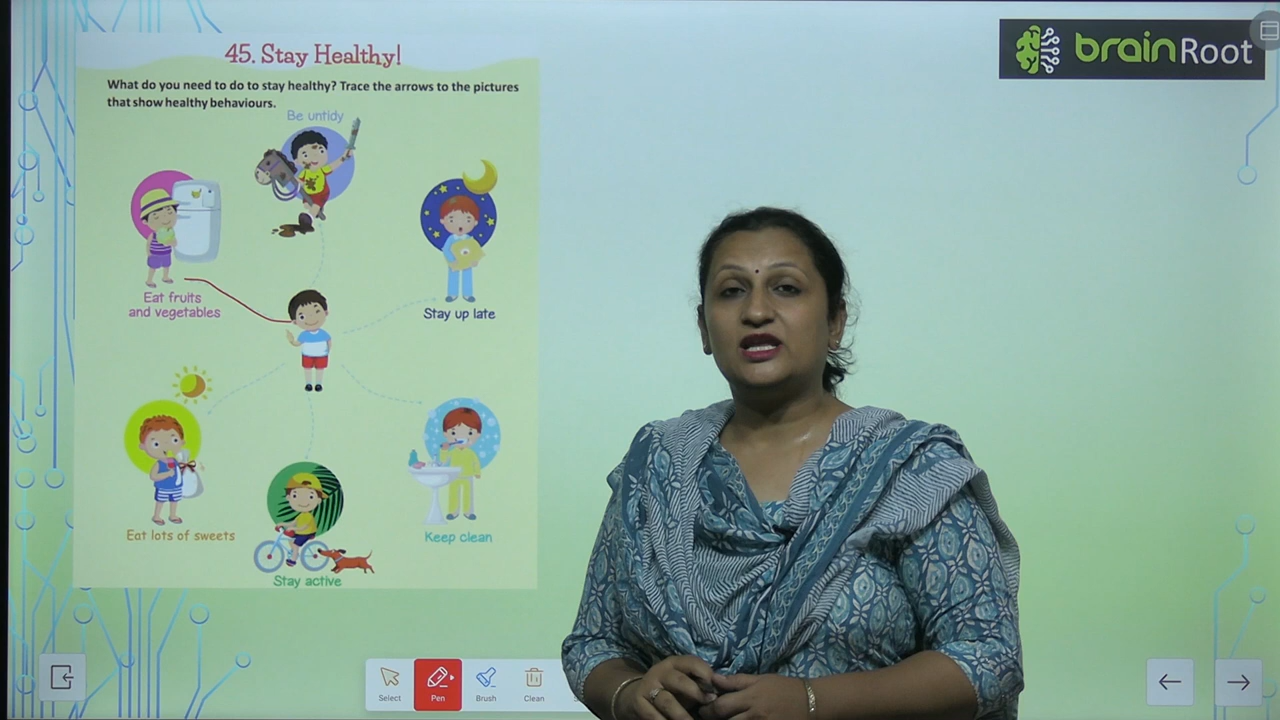 45. Stay Healthy!
What do you need to do to stay healthy? Trace the arrows to the pictures
that show healthy behaviours.
Be untidy
Eat fruits
and vegetables
Stay up late
Eat lots of sweets
Keep clean
Stay active
brainRoot
Select
Pen
Brush
Clean